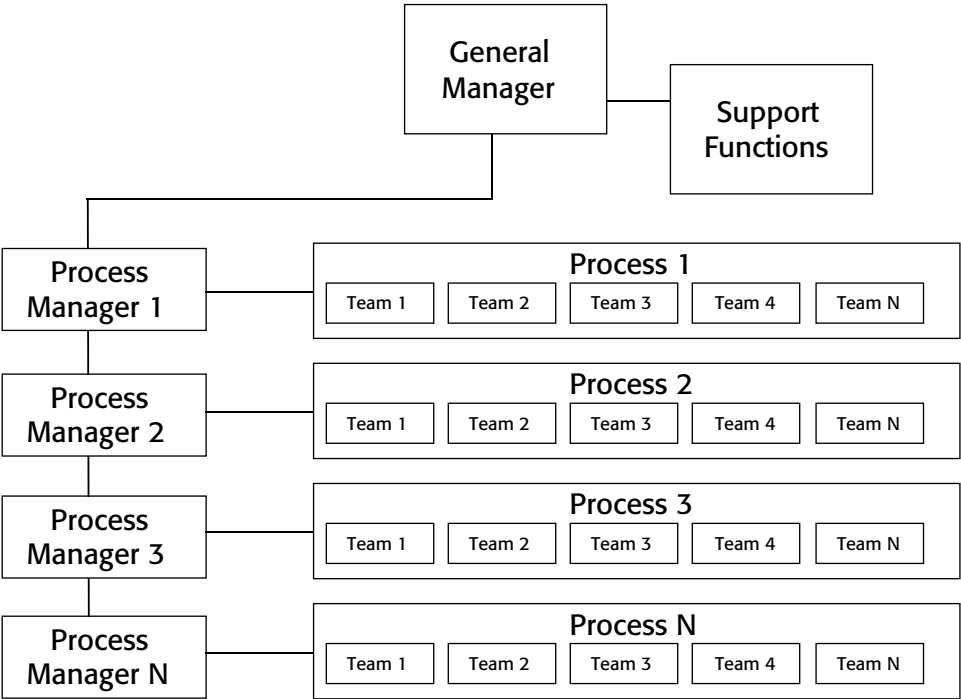 General
Manager
Support
Functions
Process
Manager 1
Process 1
Team 1 Team 2 Team 3 Team 4 Team N
Process
Manager 2
Process 2
Team 1 Team 2 Team 3 Team 4 Team N
Process
Manager 3
Process 3
Team 1 Team 2 Team 3 Team 4 Team N
Process
Manager N
Process N
Team 1 Team 2 Team 3 Team 4 Team N